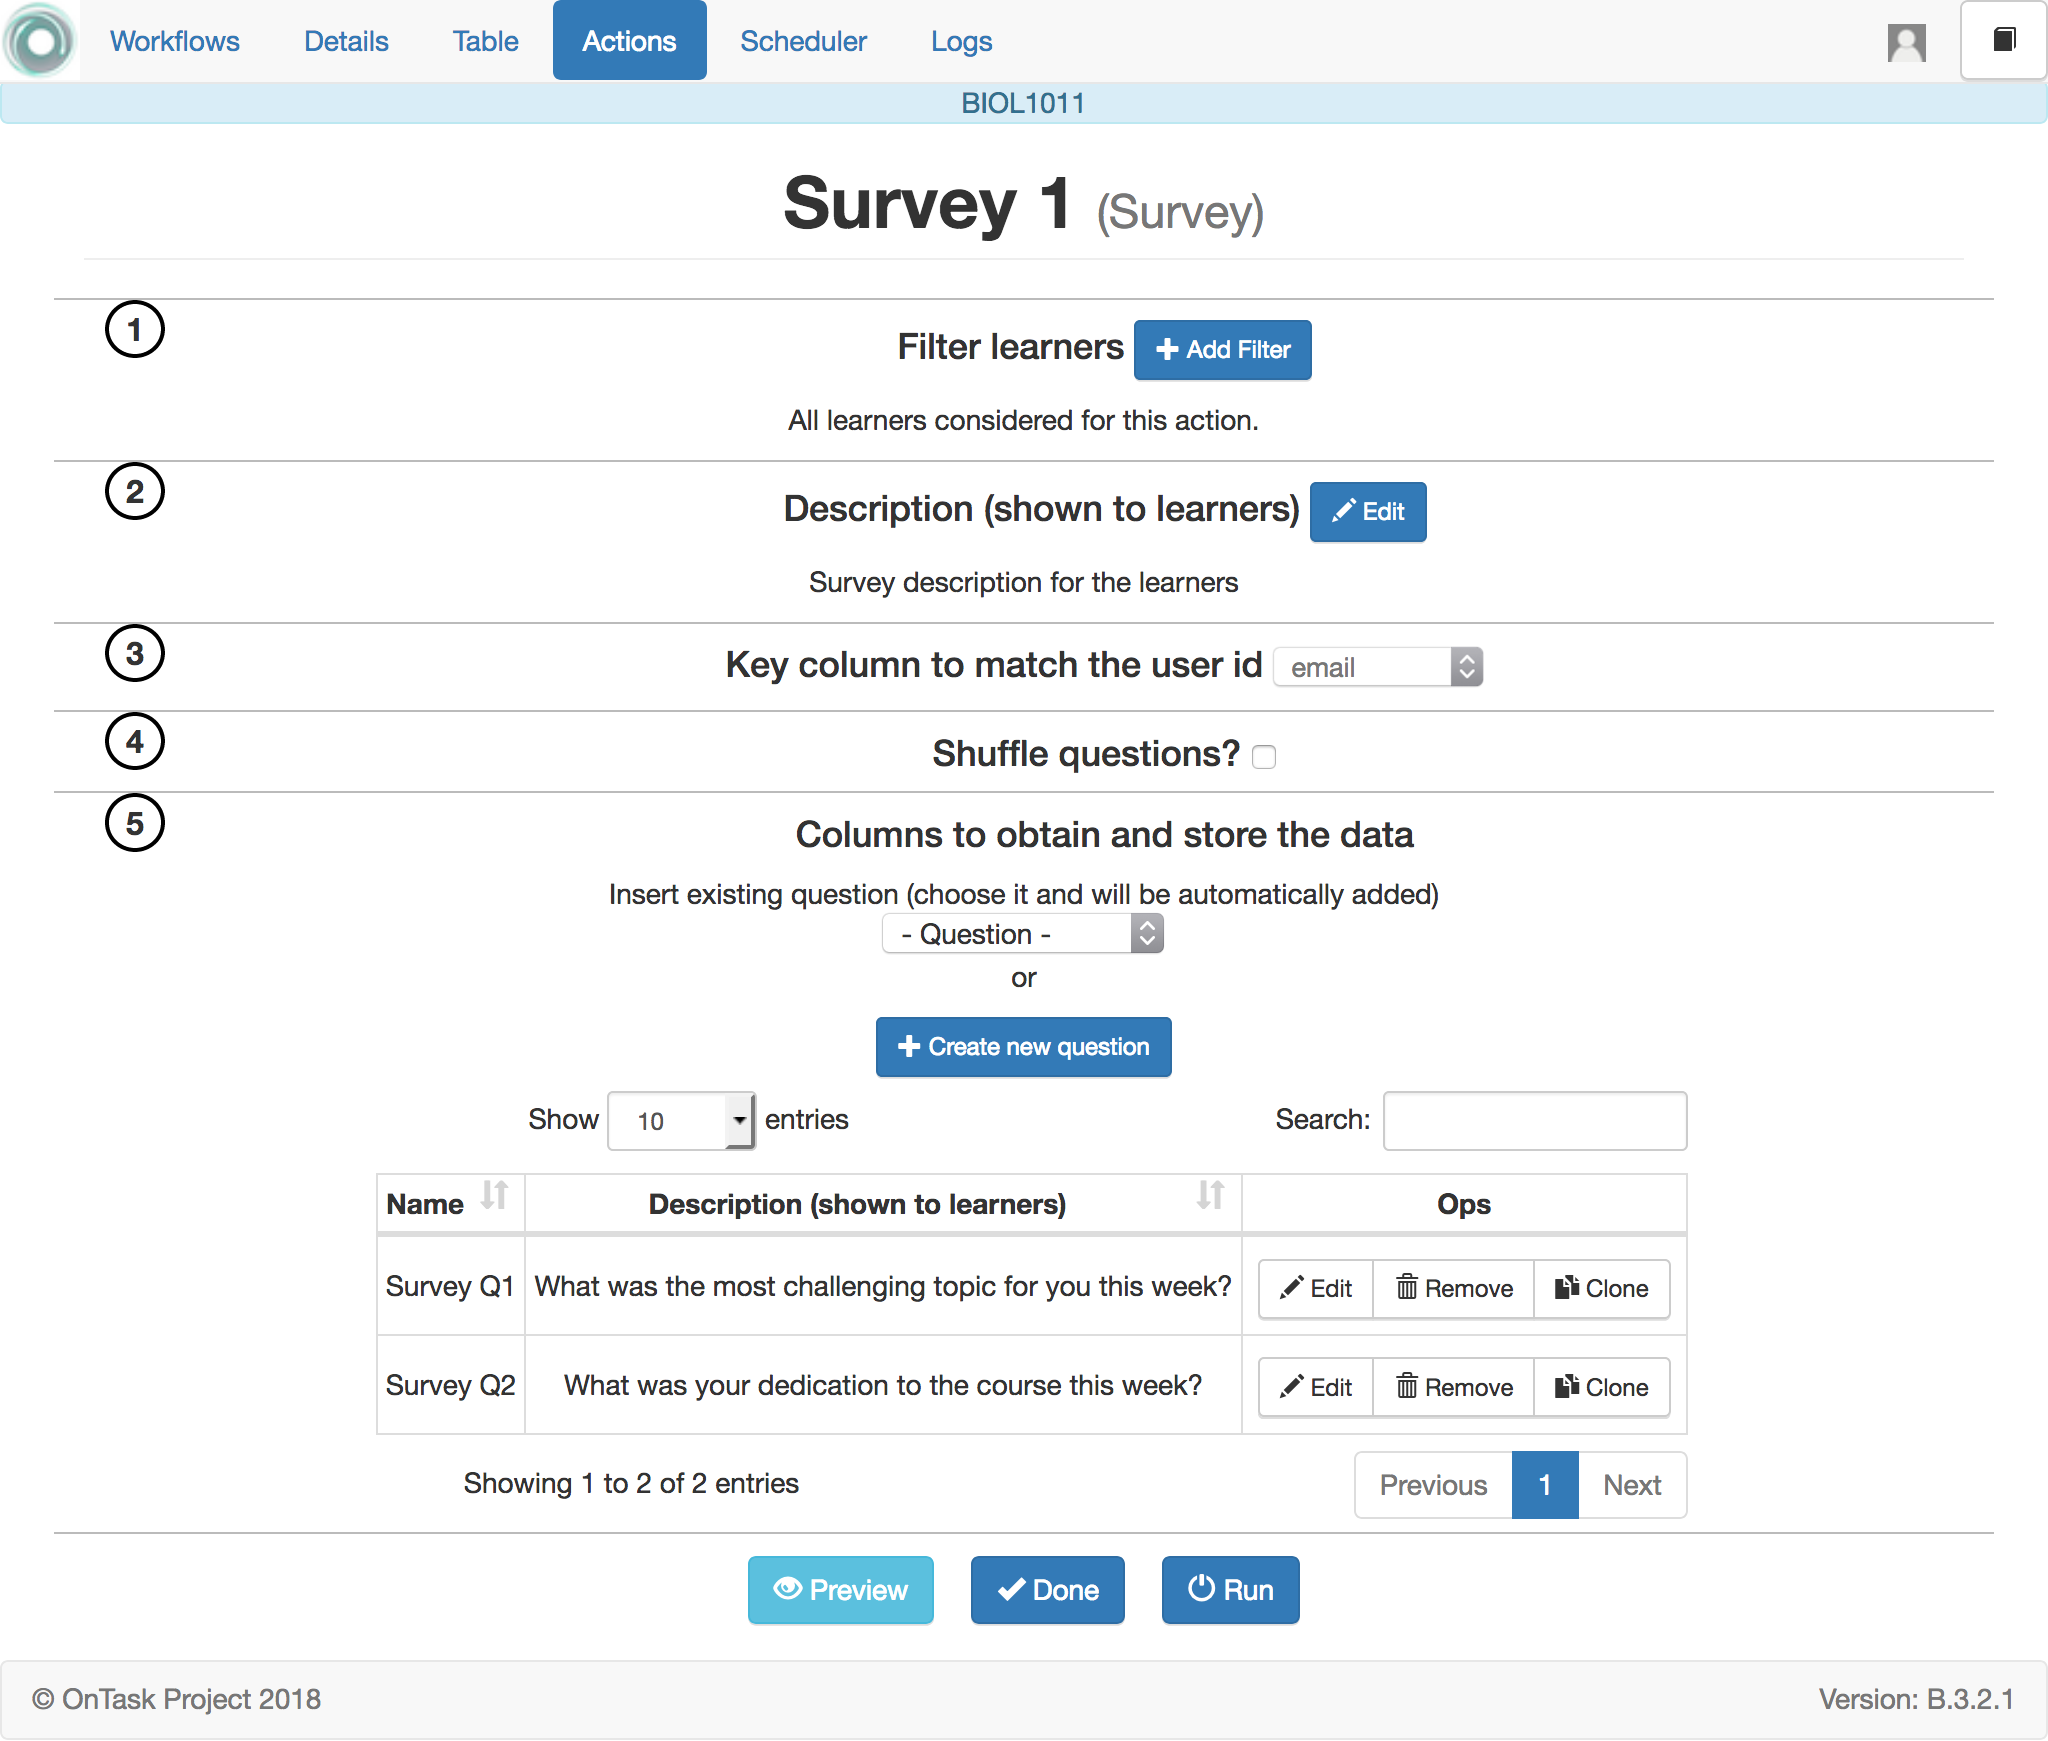 Workflows Details Table Actions Scheduler Logs
BIOL1011
Survey 1 (Survey)
1
Filter learners Add Filter
All learners considered for this action.
2
Description (shown to learners) Edit
Survey description for the learners
3
Key column to match the user id email
4
Shuffle questions?
5
Columns to obtain and store the data
Insert existing question (choose it and will be automatically added)
- Question -
or
Create new question
Show 10 entries Search:
Name Description (shown to learners) Ops
Survey Q1 What was the most challenging topic for you this week? Edit Remove Clone
Survey Q2 What was your dedication to the course this week? Edit Remove Clone
Showing 1 to 2 of 2 entries Previous 1 Next
Preview Done Run
© OnTask Project 2018 Version: B.3.2.1